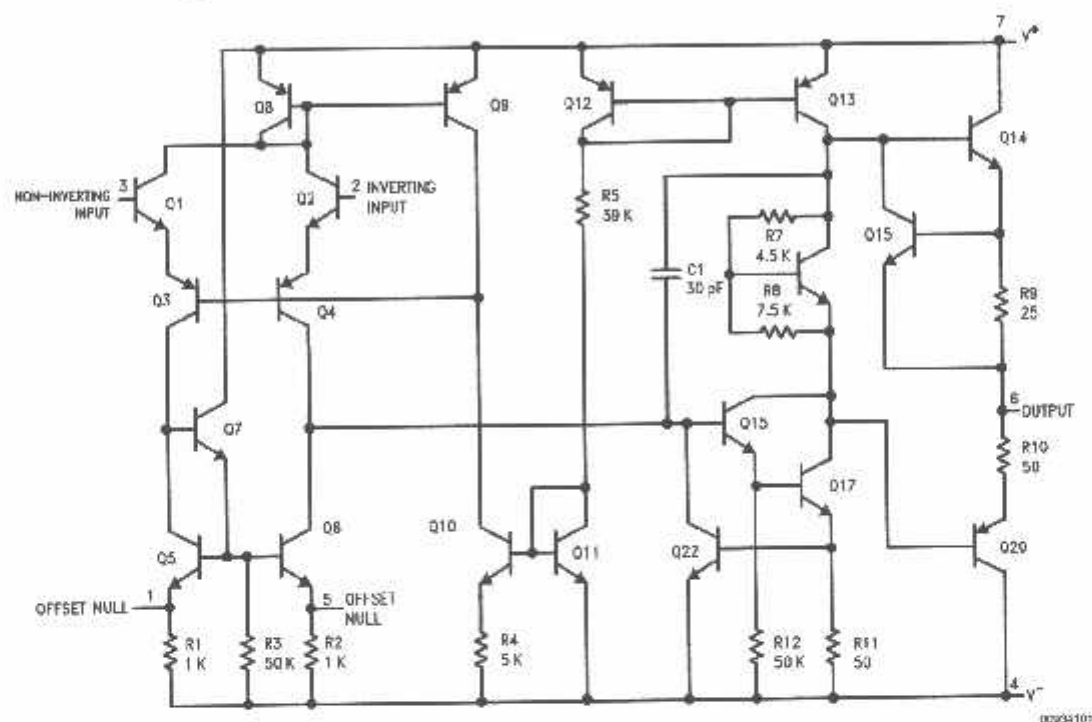 7
V+
Q8
Q9
Q12
Q13
Q14
3
NON-INVERTING
INPUT
Q1
Q2
2 INVERTING
INPUT
R5
39 K
R7
4.5 K
Q15
C1
30 pF
R8
7.5 K
R9
25
Q3
Q4
6
OUTPUT
Q7
Q15
R10
50
Q17
Q5
Q6
Q10
Q11
Q22
Q20
OFFSET NULL
1
5
OFFSET
NULL
R1
1 K
R3
50 K
R2
1 K
R4
5 K
R12
50 K
R11
50
4
V-